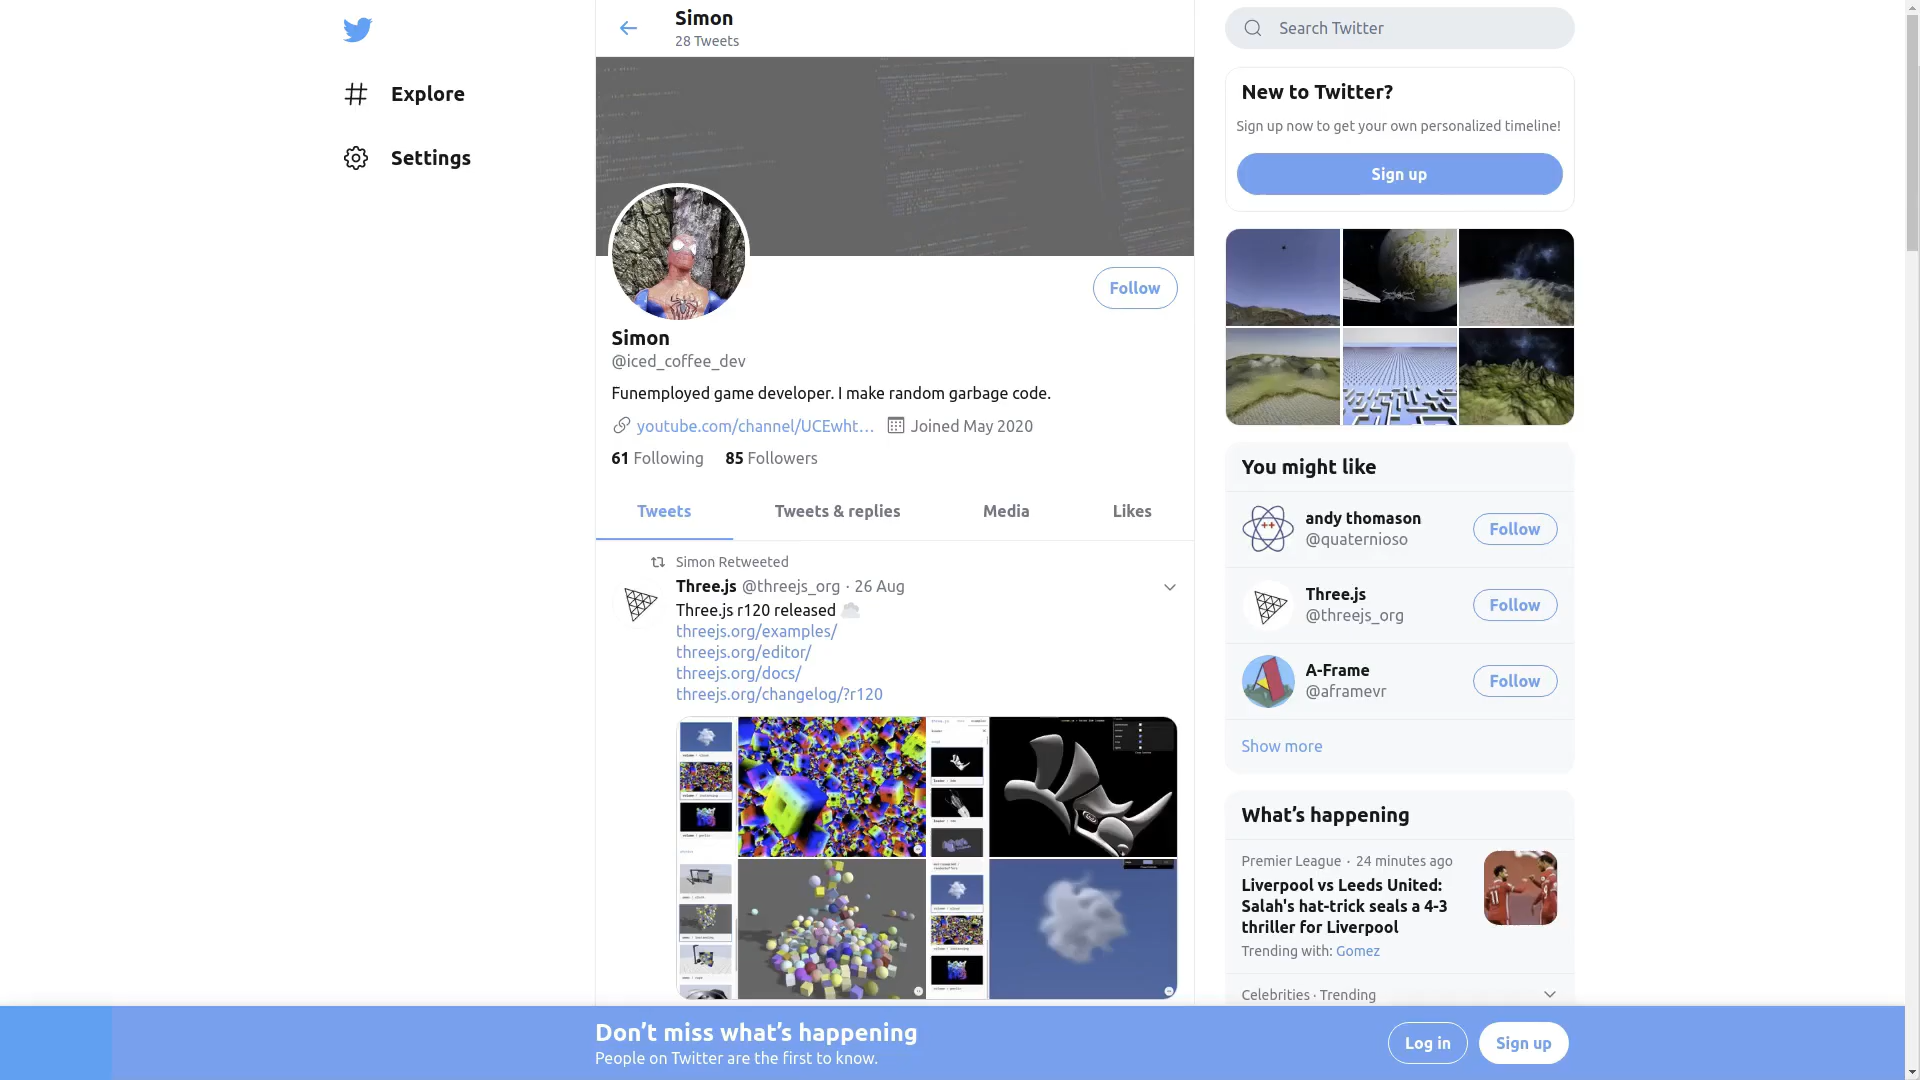 Simon
28 Tweets
Explore
Settings
Follow
Simon
@iced_coffee_dev
Funemployed game developer. I make random garbage code.
youtube.com/channel/UCEwht… Joined May 2020
61 Following 85 Followers
Tweets Tweets & replies Media Likes
Simon Retweeted
Three.js @threejs_org · 26 Aug
Three.js r120 released
threejs.org/examples/
threejs.org/editor/
threejs.org/docs/
threejs.org/changelog/?r120
Search Twitter
New to Twitter?
Sign up now to get your own personalized timeline!
Sign up
You might like
andy thomason
@quaternioso
Follow
Three.js
@threejs_org
Follow
A-Frame
@aframevr
Follow
Show more
What’s happening
Premier League · 24 minutes ago
Liverpool vs Leeds United:
Salah's hat-trick seals a 4-3
thriller for Liverpool
Trending with: Gomez
Celebrities · Trending
Don’t miss what’s happening
People on Twitter are the first to know.
Log in Sign up